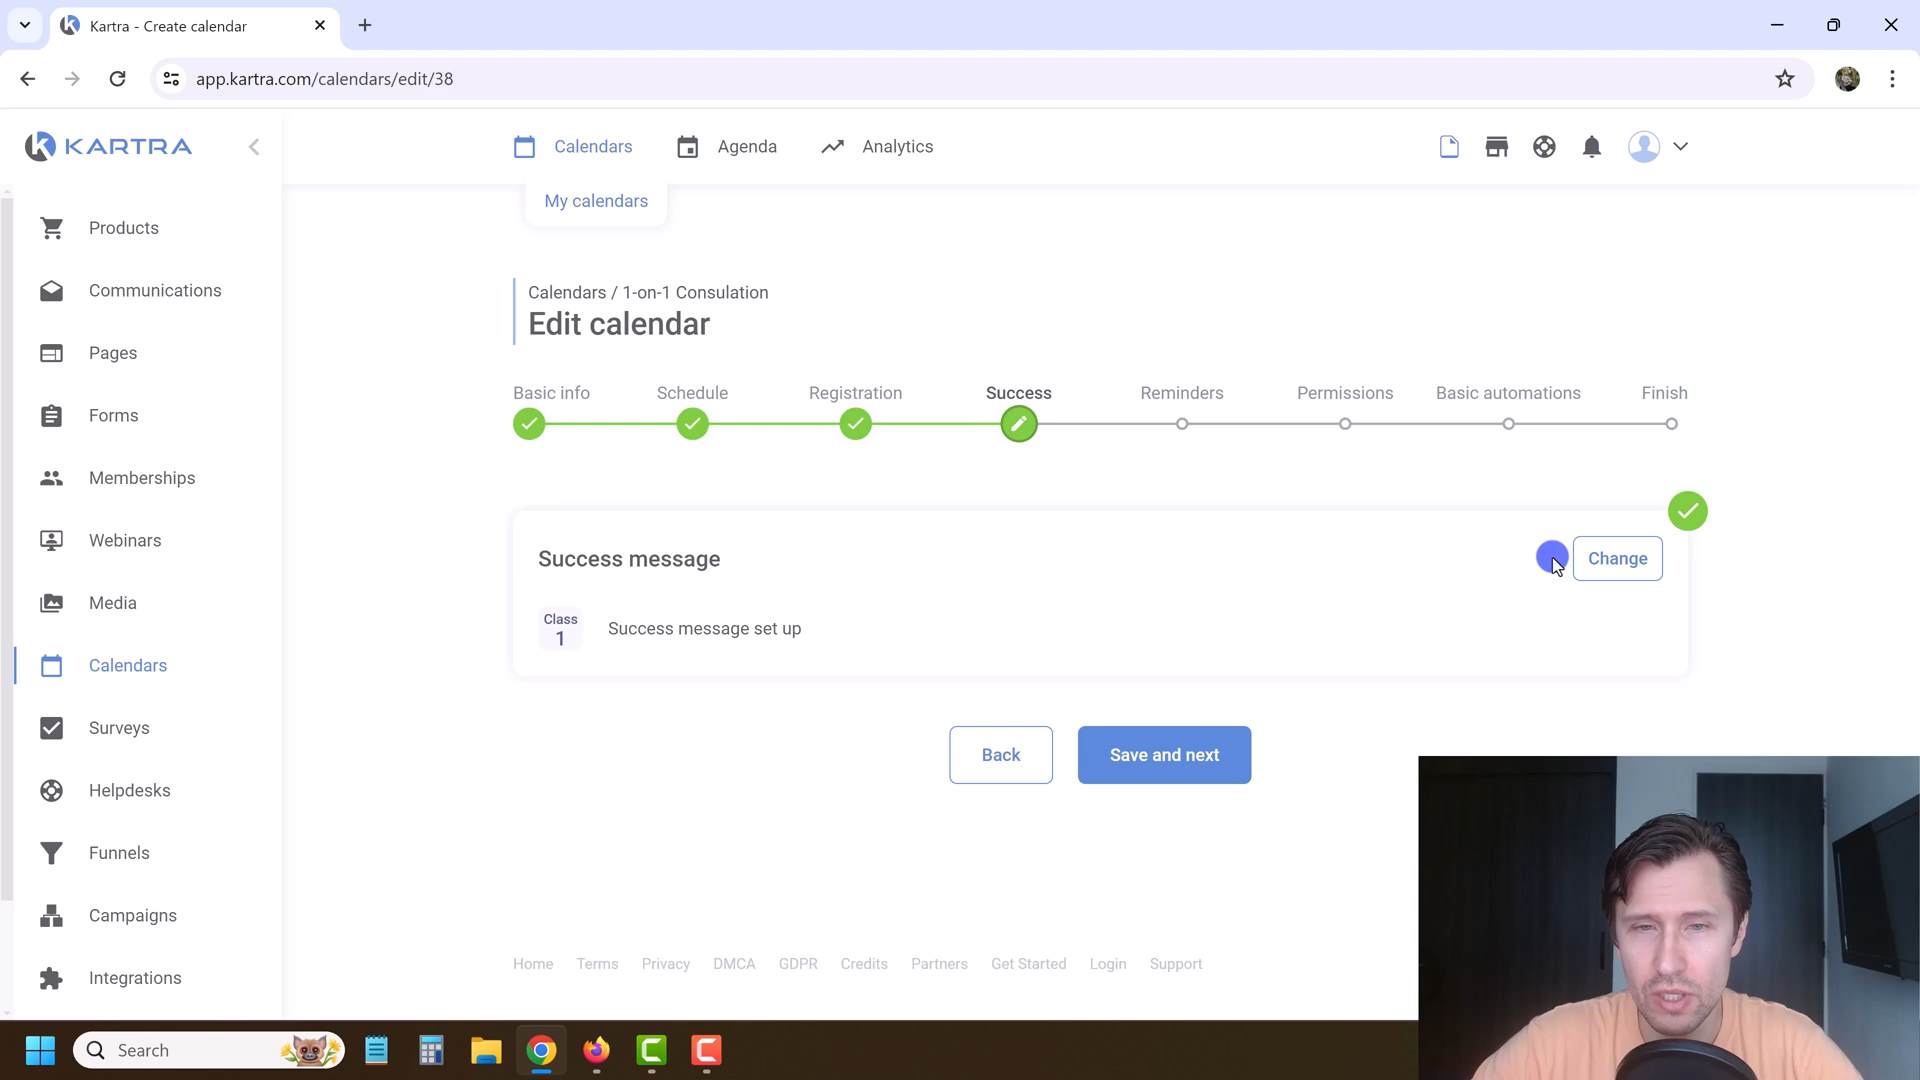 Kartra - Create calendar
app.kartra.com/calendars/edit/38
KARTRA
Calendars
Agenda
Analytics
My calendars
Products
Communications
Pages
Forms
Memberships
Webinars
Media
Calendars
Surveys
Helpdesks
Funnels
Campaigns
Integrations
Calendars / 1-on-1 Consulation
Edit calendar
Basic info
Schedule
Registration
Success
Reminders
Permissions
Basic automations
Finish
Success message
Change
Class
1
Success message set up
Back
Save and next
Home Terms Privacy DMCA GDPR Credits Partners Get Started Login Support
Search